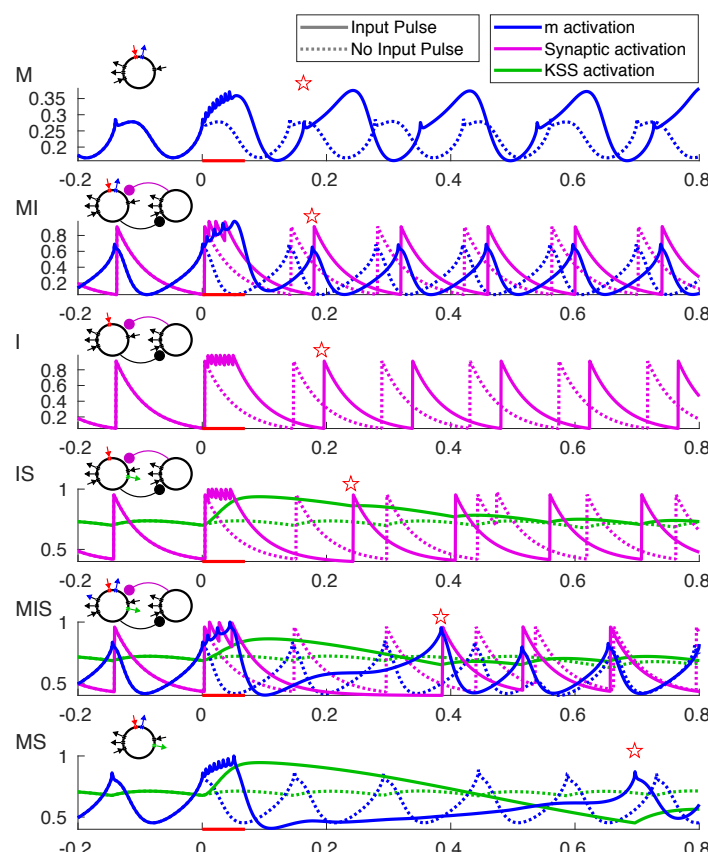 Input Pulse
No Input Pulse
m activation
Synaptic activation
KSS activation
M
0.35
0.25
0.2
-0.2 0 0.2 0.4 0.6 0.8
MI
0.8
0.6
0.4
0.2
-0.2 0 0.2 0.4 0.6 0.8
I
0.8
0.6
0.4
0.2
-0.2 0 0.2 0.4 0.6 0.8
IS
1
0.5
-0.2 0 0.2 0.4 0.6 0.8
MIS
1
0.5
-0.2 0 0.2 0.4 0.6 0.8
MS
1
0.5
-0.2 0 0.2 0.4 0.6 0.8